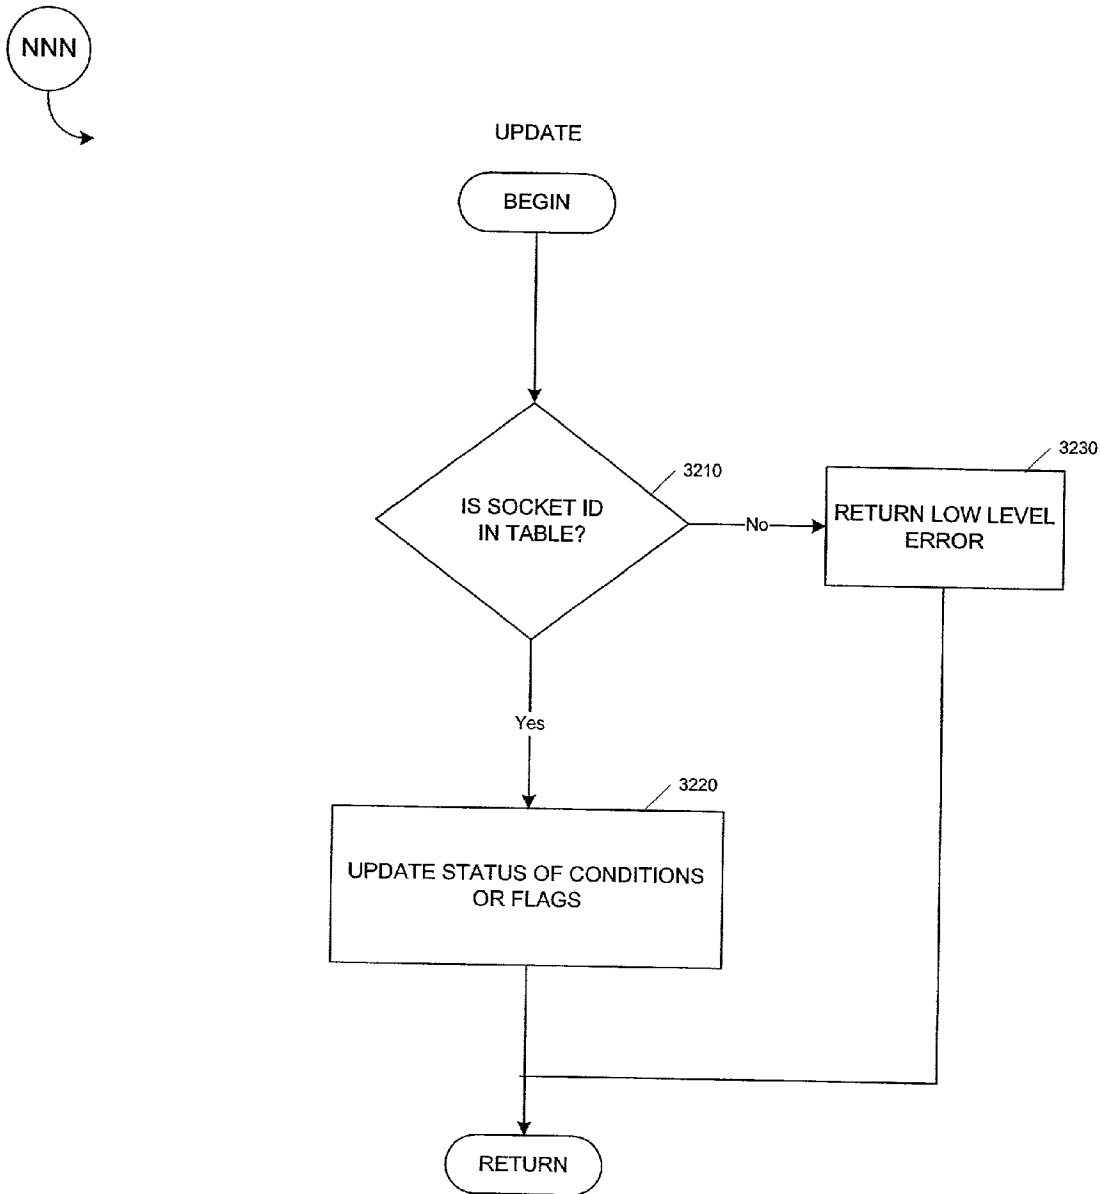 NNN
UPDATE
BEGIN
3210
IS SOCKET ID
IN TABLE?
No
3230
RETURN LOW LEVEL
ERROR
Yes
3220
UPDATE STATUS OF CONDITIONS
OR FLAGS
RETURN